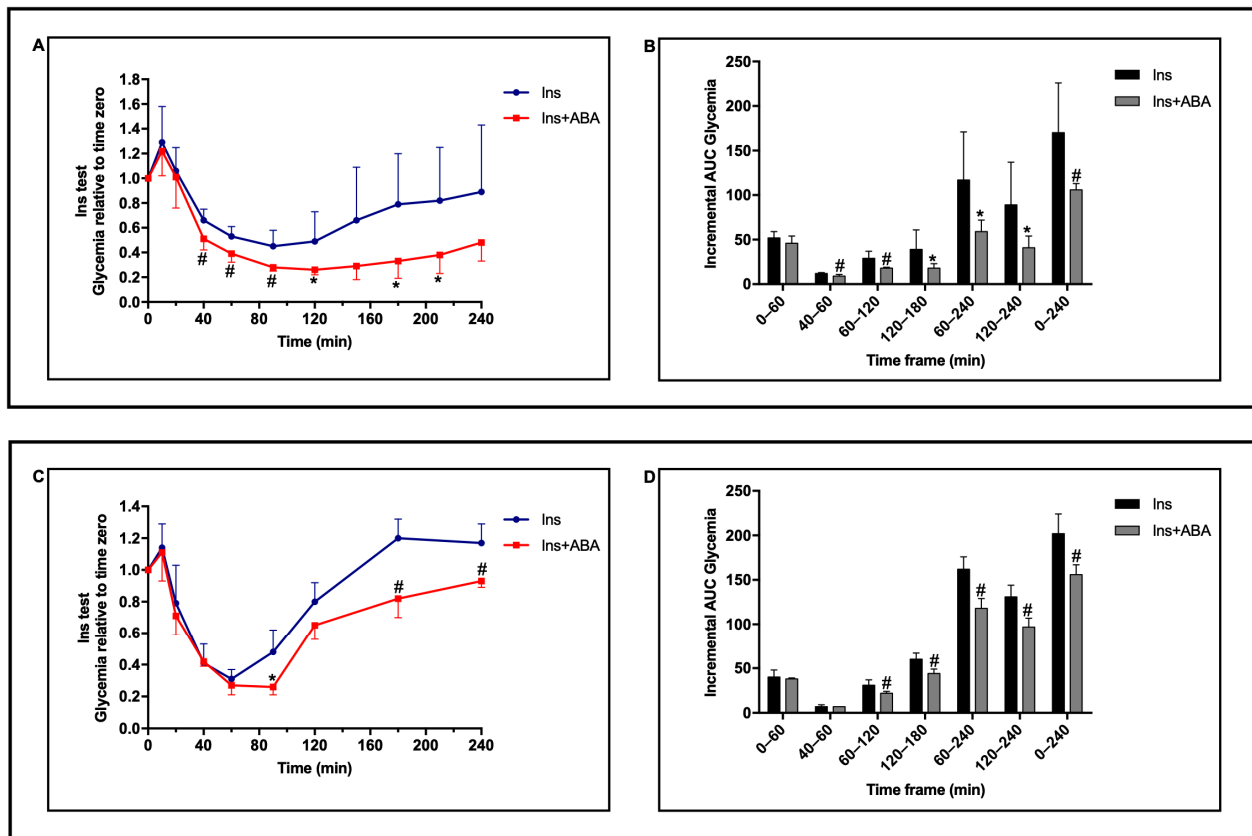 A
Ins test
Glycemia relative to time zero
1.8
1.6
1.4
1.2
1.0
0.8
0.6
0.4
0.2
0.0
# # # * * *
0 40 80 120 160 200 240
Time (min)
Ins
Ins+ABA
B
Incremental AUC Glycemia
250
200
150
100
50
0
# # * * * #
0–60 40–60 60–120 120–180 60–240 120–240 0–240
Time frame (min)
Ins
Ins+ABA
C
Ins test
Glycemia relative to time zero
1.4
1.2
1.0
0.8
0.6
0.4
0.2
0.0
* # #
0 40 80 120 160 200 240
Time (min)
Ins
Ins+ABA
D
Incremental AUC Glycemia
250
200
150
100
50
0
# # # # #
0–60 40–60 60–120 120–180 60–240 120–240 0–240
Time frame (min)
Ins
Ins+ABA